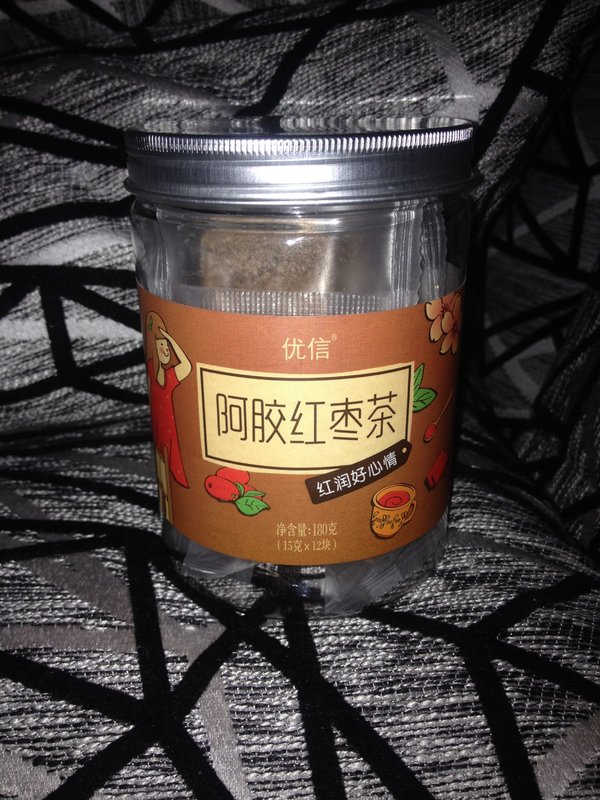 优信®
阿胶红枣茶
红润好心情
净含量:180克
(15克x12块)